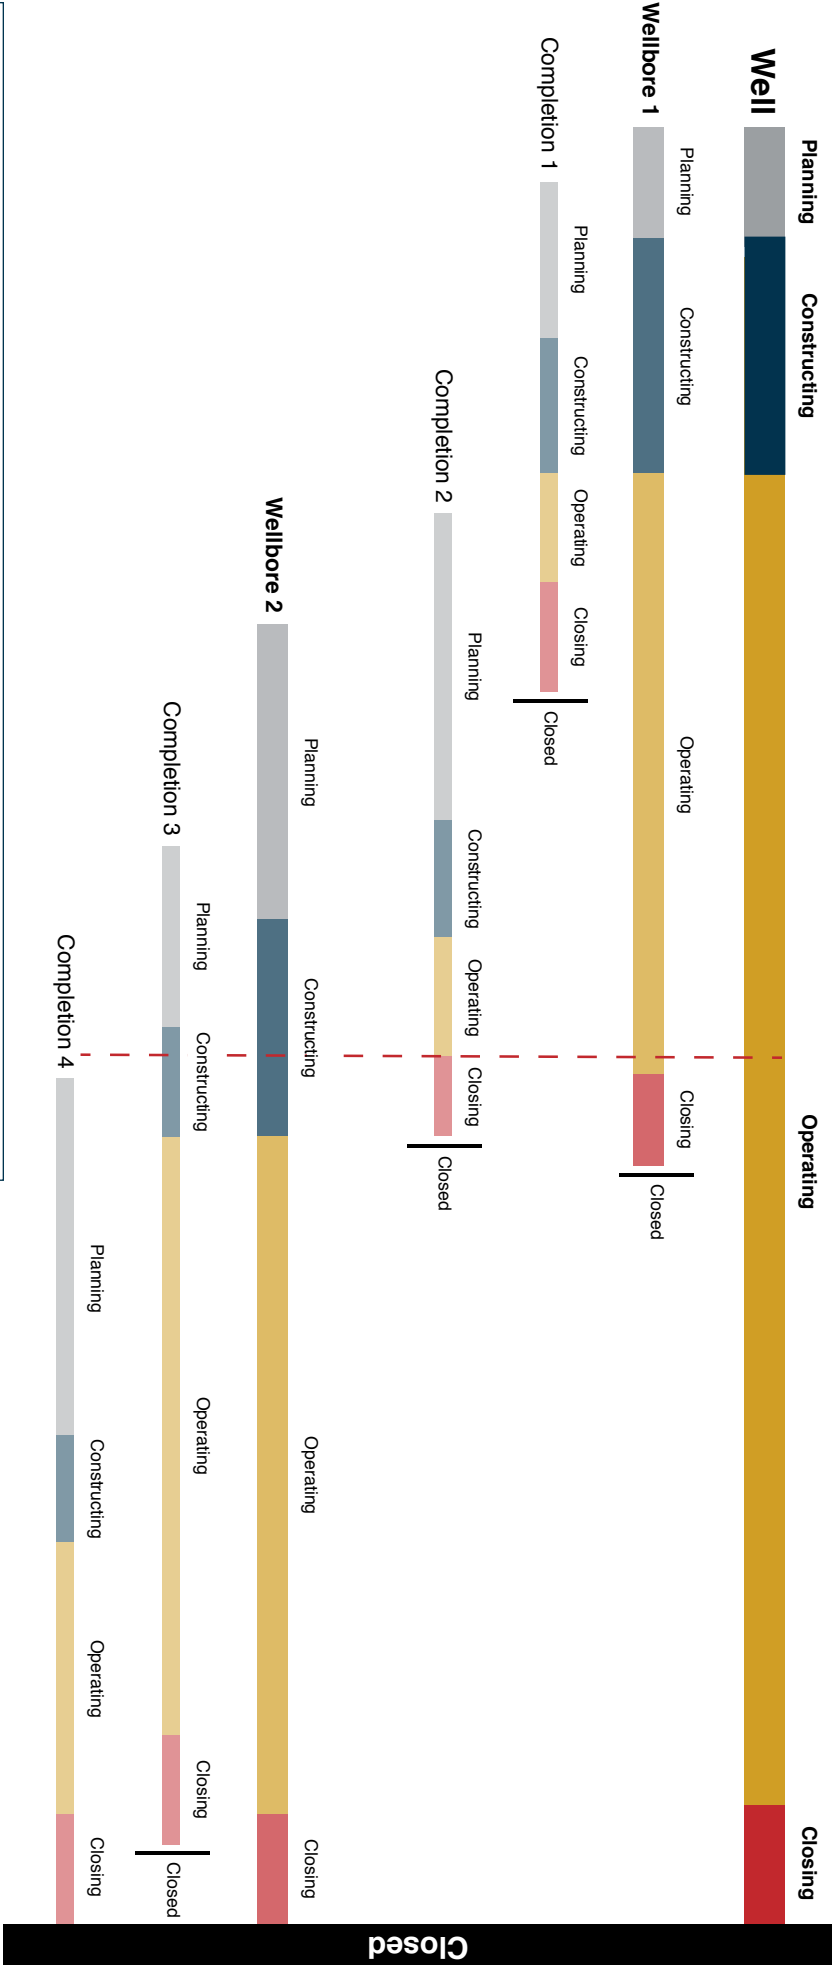 Well
Planning
Constructing
Operating
Closing
Wellbore 1
Planning
Constructing
Operating
Closing
Closed
Completion 1
Planning
Constructing
Operating
Closing
Closed
Completion 2
Planning
Constructing
Operating
Closing
Closed
Wellbore 2
Planning
Constructing
Operating
Closing
Completion 3
Planning
Constructing
Operating
Closing
Closed
Completion 4
Planning
Constructing
Operating
Closing
Closed